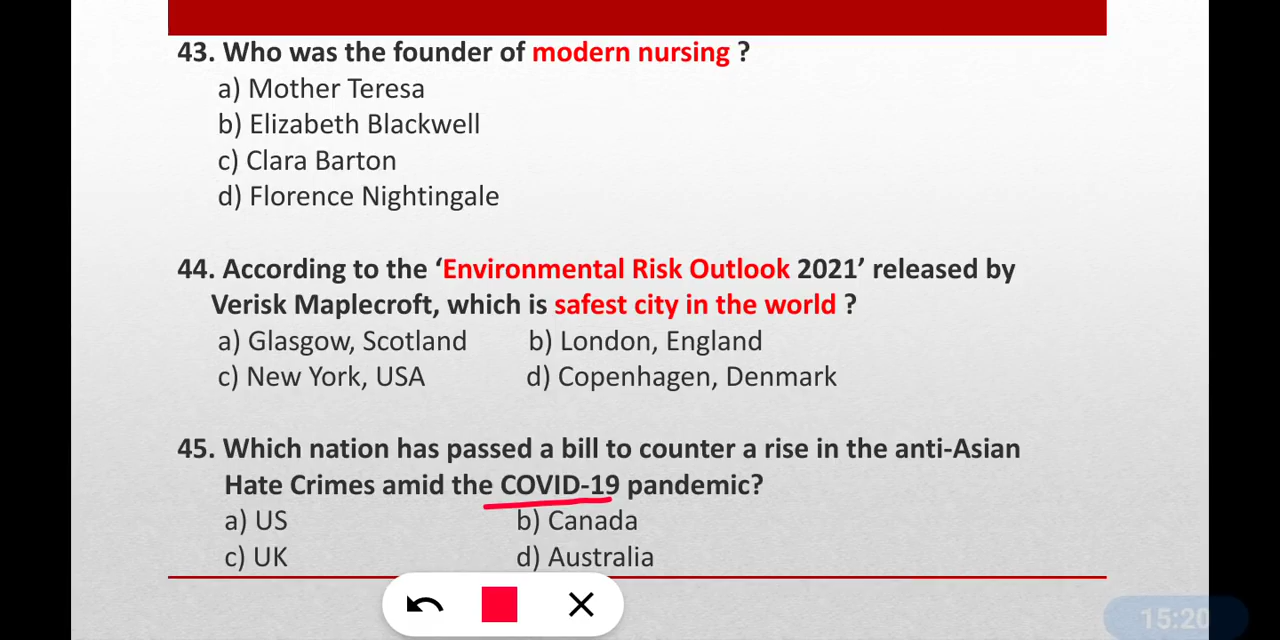 43. Who was the founder of modern nursing ?
a) Mother Teresa
b) Elizabeth Blackwell
c) Clara Barton
d) Florence Nightingale
44. According to the ‘Environmental Risk Outlook 2021’ released by
Verisk Maplecroft, which is safest city in the world ?
a) Glasgow, Scotland b) London, England
c) New York, USA d) Copenhagen, Denmark
45. Which nation has passed a bill to counter a rise in the anti-Asian
Hate Crimes amid the COVID-19 pandemic?
a) US b) Canada
c) UK d) Australia
15:20